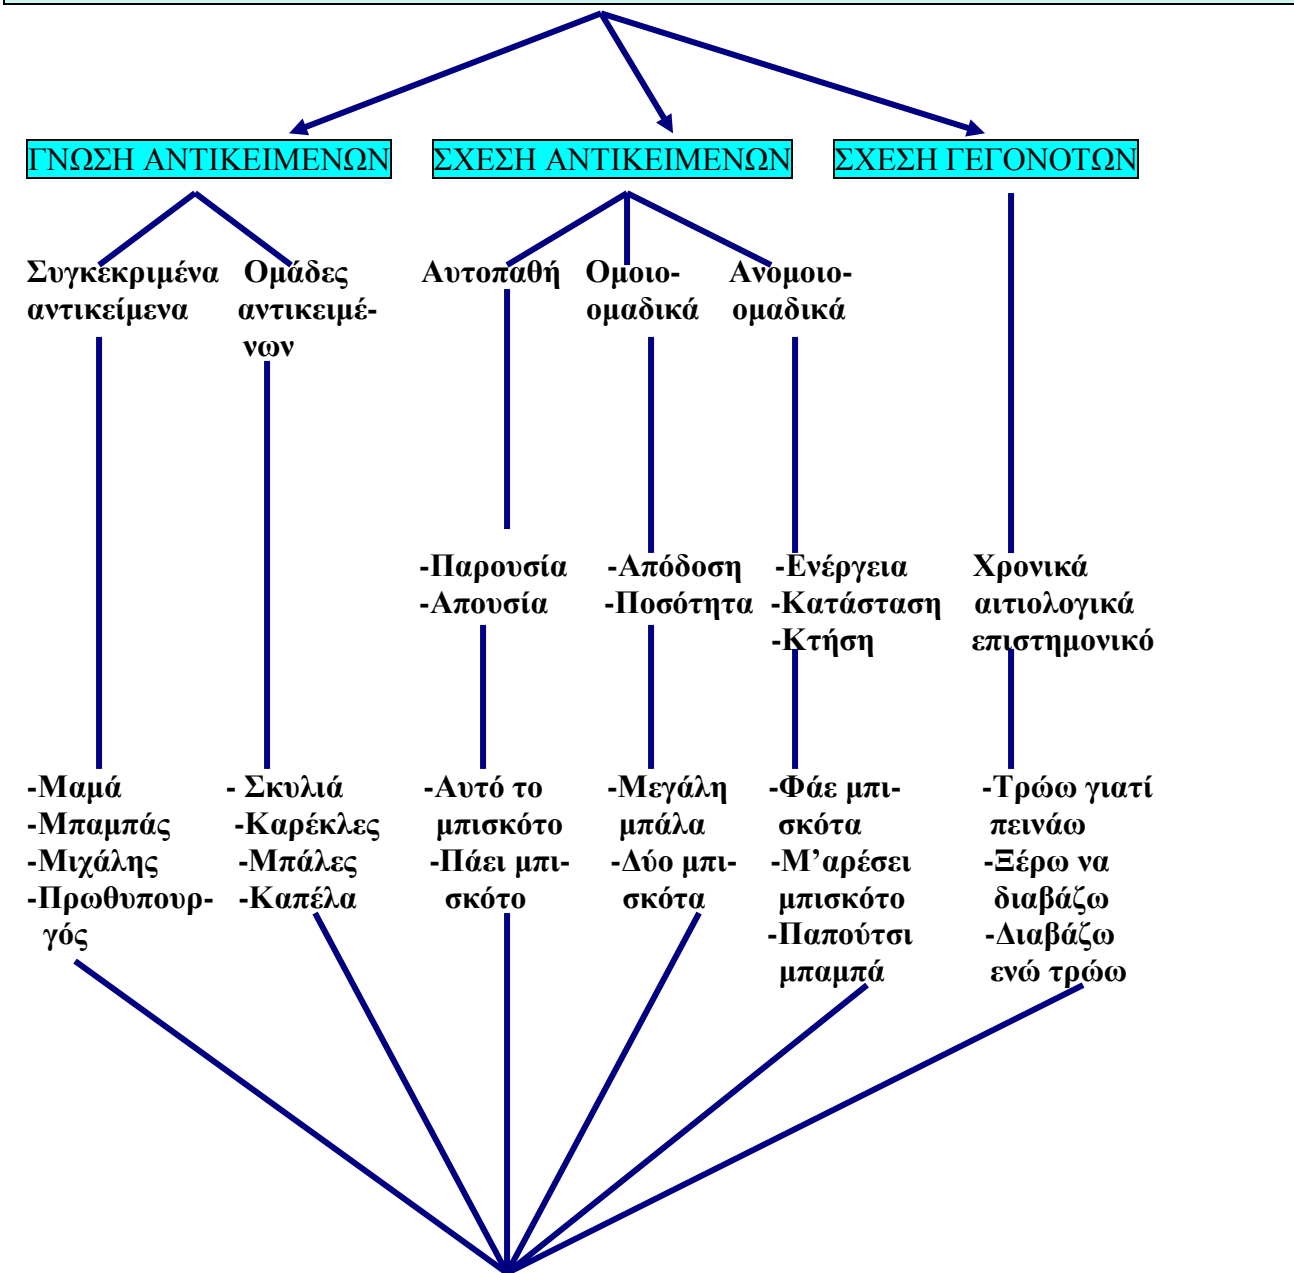 ΓΝΩΣΗ ΑΝΤΙΚΕΙΜΕΝΩΝ
ΣΧΕΣΗ ΑΝΤΙΚΕΙΜΕΝΩΝ
ΣΧΕΣΗ ΓΕΓΟΝΟΤΩΝ
Συγκεκριμένα
αντικείμενα
Ομάδες
αντικειμέ-
νων
Αυτοπαθή
Ομοιο-
ομαδικά
Ανομοιο-
ομαδικά
-Παρουσία
-Απουσία
-Απόδοση
-Ποσότητα
-Ενέργεια
-Κατάσταση
-Κτήση
Χρονικά
αιτιολογικά
επιστημονικό
-Μαμά
-Μπαμπάς
-Μιχάλης
-Πρωθυπουρ-
γός
- Σκυλιά
-Καρέκλες
-Μπάλες
-Καπέλα
-Αυτό το
μπισκότο
-Πάει μπι-
σκότο
-Μεγάλη
μπάλα
-Δύο μπι-
σκότα
-Φάε μπι-
σκότα
-Μ’αρέσει
μπισκότο
-Παπούτσι
μπαμπά
-Τρώω γιατί
πεινάω
-Ξέρω να
διαβάζω
-Διαβάζω
ενώ τρώω